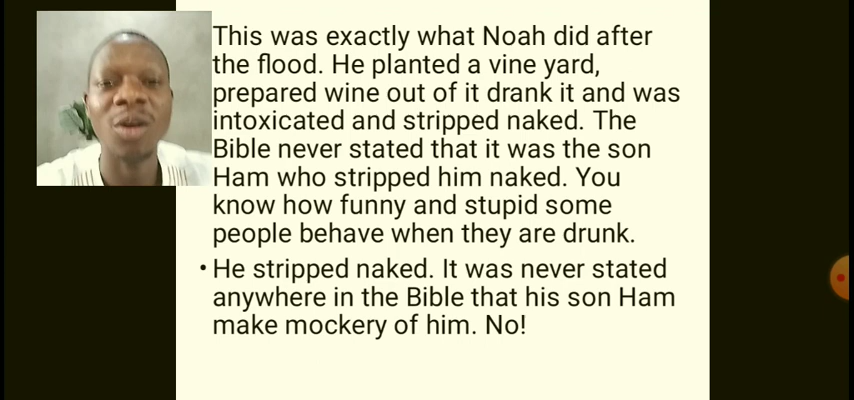 This was exactly what Noah did after
the flood. He planted a vine yard,
prepared wine out of it drank it and was
intoxicated and stripped naked. The
Bible never stated that it was the son
Ham who stripped him naked. You
know how funny and stupid some
people behave when they are drunk.
• He stripped naked. It was never stated
anywhere in the Bible that his son Ham
make mockery of him. No!